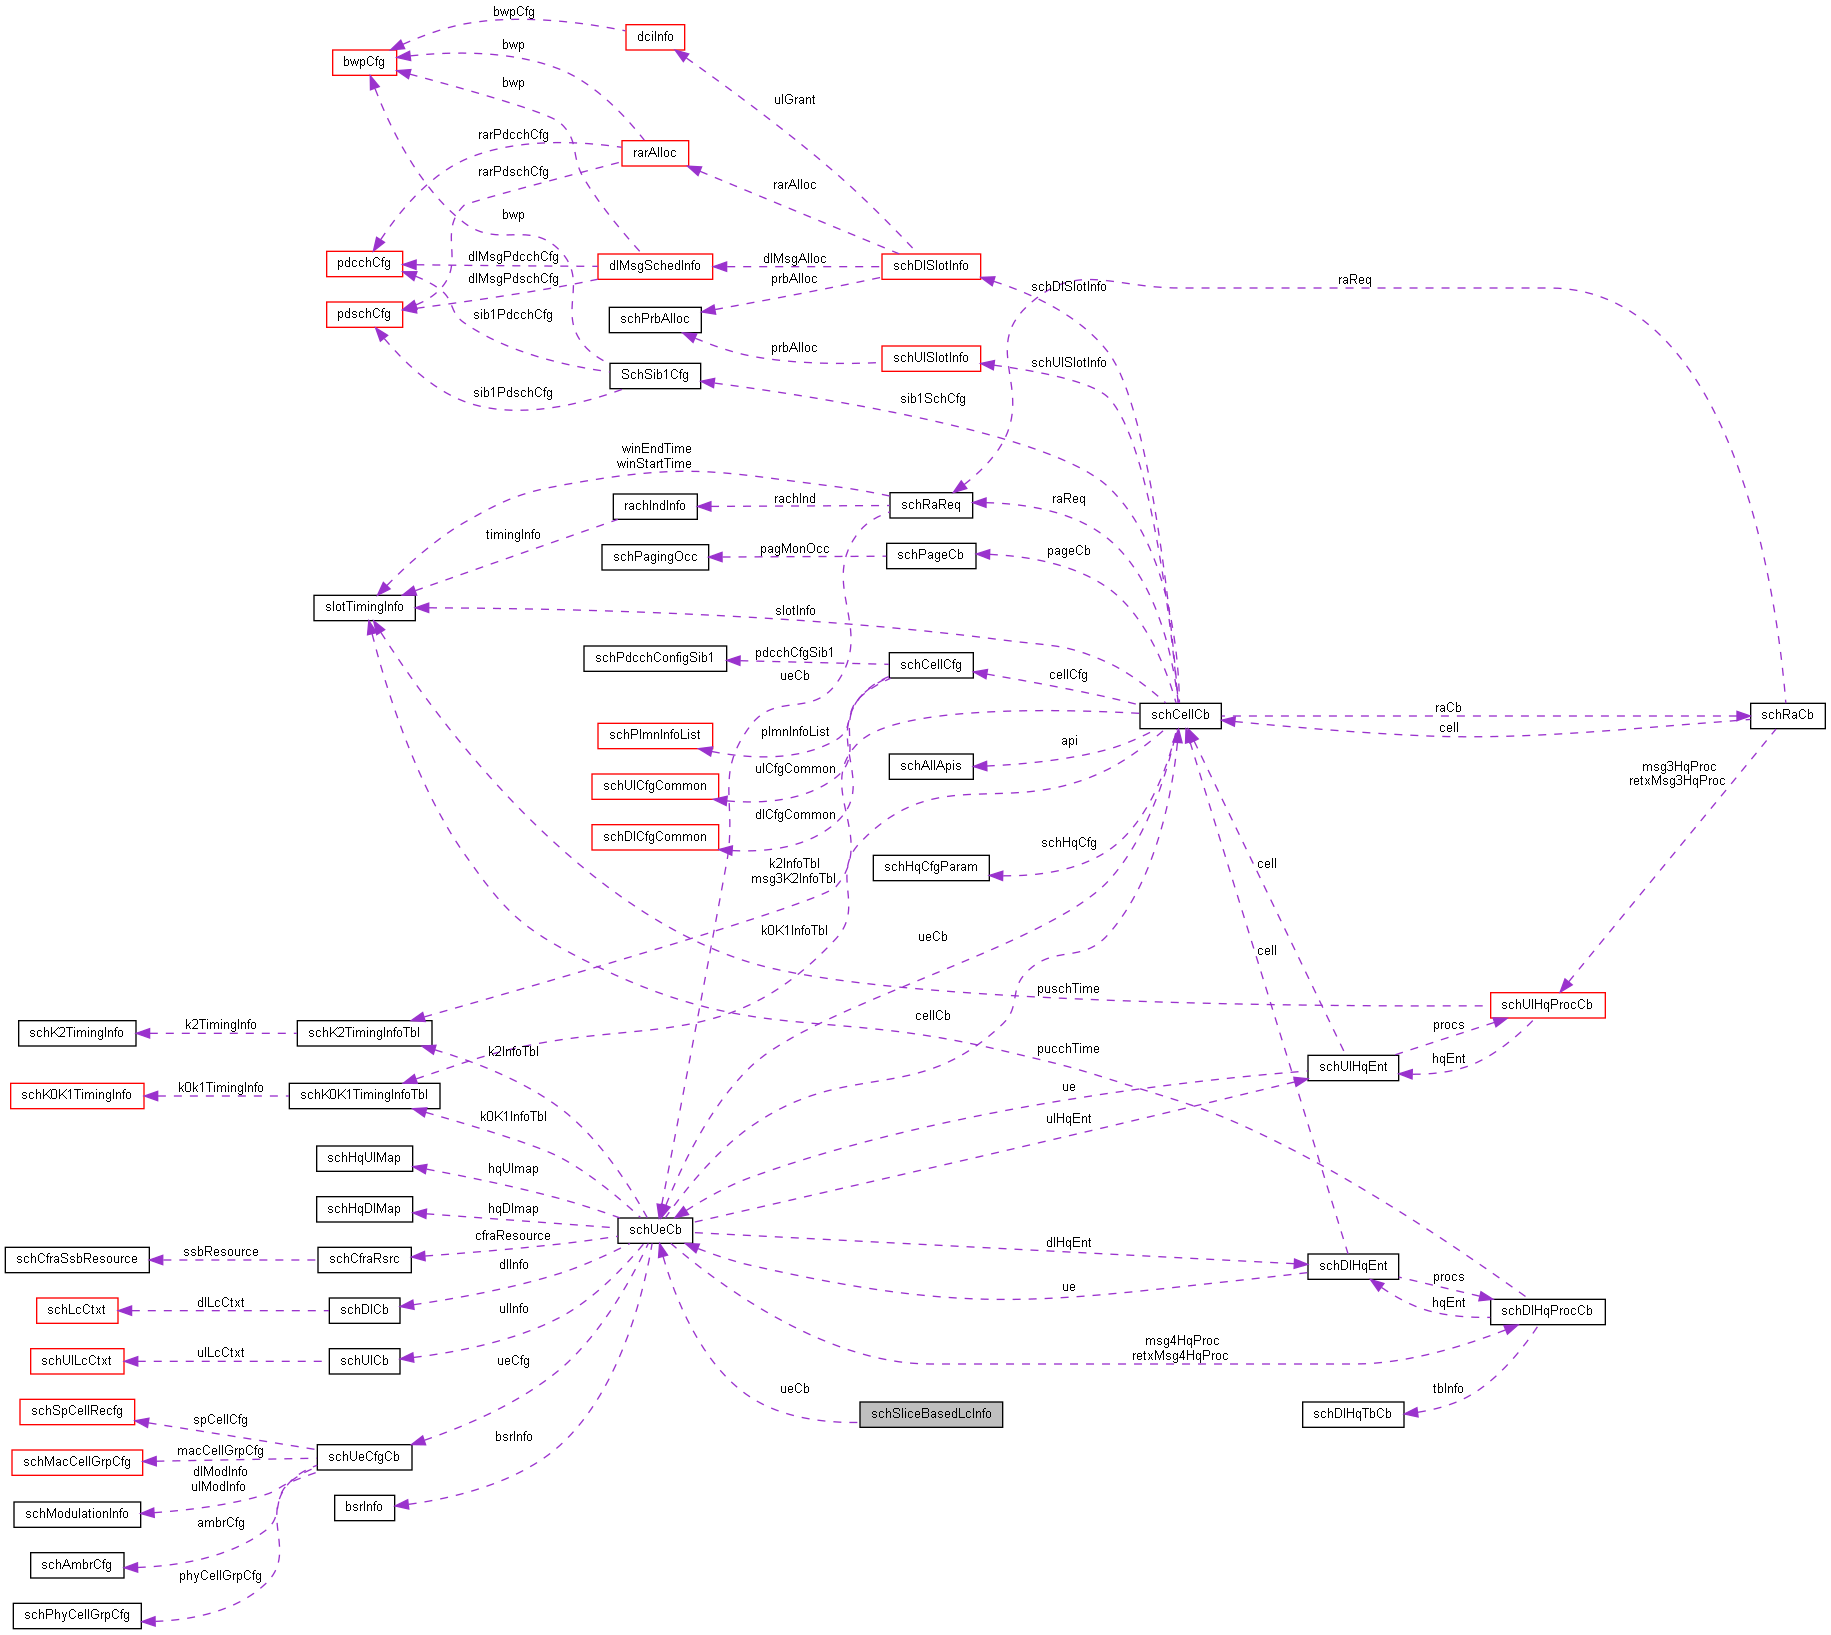 bwpCfg
dciInfo
bwp
bwpCfg
bwp
ulGrant
rarPdcchCfg
rarAlloc
rarPdschCfg
rarAlloc
bwp
dlMsgPdcchCfg
dlMsgAlloc
pdcchCfg
dlMsgSchedInfo
schDlSlotInfo
dlMsgPdschCfg
prbAlloc
raReq
schDlSlotInfo
pdschCfg
sib1PdcchCfg
schPrbAlloc
prbAlloc
schUlSlotInfo
schUlSlotInfo
SchSib1Cfg
sib1PdschCfg
sib1SchCfg
winEndTime
winStartTime
rachInd
raReq
rachIndInfo
schRaReq
timingInfo
pagMonOcc
pageCb
schPagingOcc
schPageCb
slotTimingInfo
slotInfo
schPdcchConfigSib1
pdcchCfgSib1
schCellCfg
ueCb
cellCfg
raCb
schCellCb
schRaCb
cell
schPlmnInfoList
plmnInfoList
api
schUlCfgCommon
ulCfgCommon
schAllApis
msg3HqProc
retxMsg3HqProc
schDlCfgCommon
dlCfgCommon
schHqCfg
k2InfoTbl
msg3K2InfoTbl
schHqCfgParam
cell
k0K1InfoTbl
ueCb
cell
puschTime
schUlHqProcCb
schK2TimingInfo
k2TimingInfo
schK2TimingInfoTbl
cellCb
procs
k2InfoTbl
pucchTime
schUlHqEnt
hqEnt
schK0K1TimingInfo
k0k1TimingInfo
schK0K1TimingInfoTbl
ue
k0K1InfoTbl
ulHqEnt
schHqUlMap
hqUlmap
schHqDlMap
hqDlmap
schUeCb
cfraResource
dlHqEnt
schCfraSsbResource
ssbResource
schCfraRsrc
dlInfo
schDlHqEnt
ue
procs
schLcCtxt
dlLcCtxt
schDlCb
ulInfo
hqEnt
schDlHqProcCb
msg4HqProc
retxMsg4HqProc
schUlLcCtxt
ulLcCtxt
schUlCb
ueCfg
ueCb
tbInfo
schSpCellRecfg
spCellCfg
schSliceBasedLcInfo
schDlHqTbCb
bsrInfo
schMacCellGrpCfg
macCellGrpCfg
schUeCfgCb
dlModInfo
ulModInfo
bsrInfo
schModulationInfo
ambrCfg
schAmbrCfg
phyCellGrpCfg
schPhyCellGrpCfg